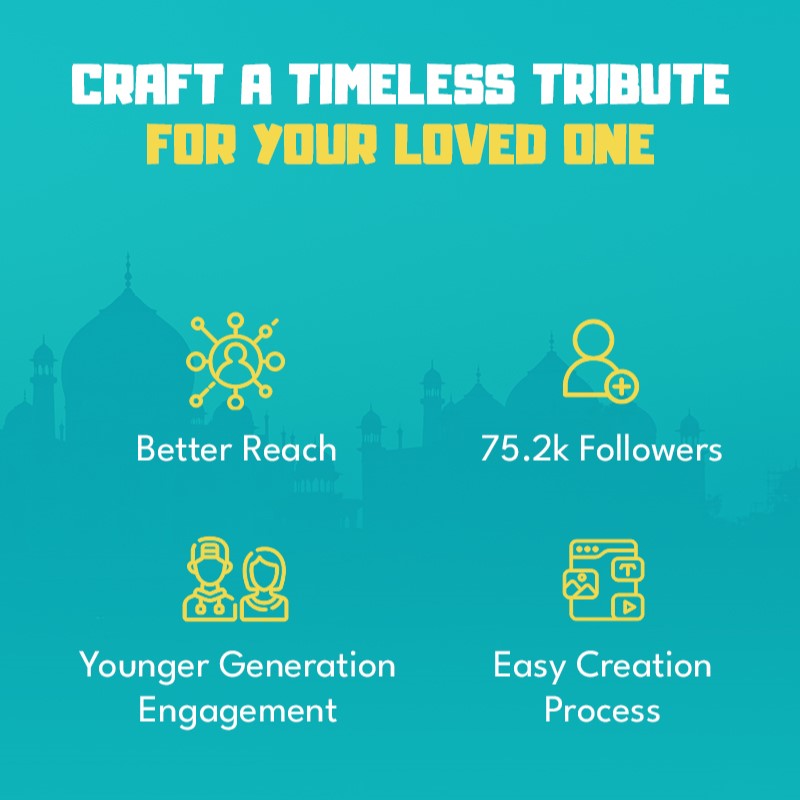 CRAFT A TIMELESS TRIBUTE
FOR YOUR LOVED ONE
Better Reach
75.2k Followers
Younger Generation
Engagement
Easy Creation
Process